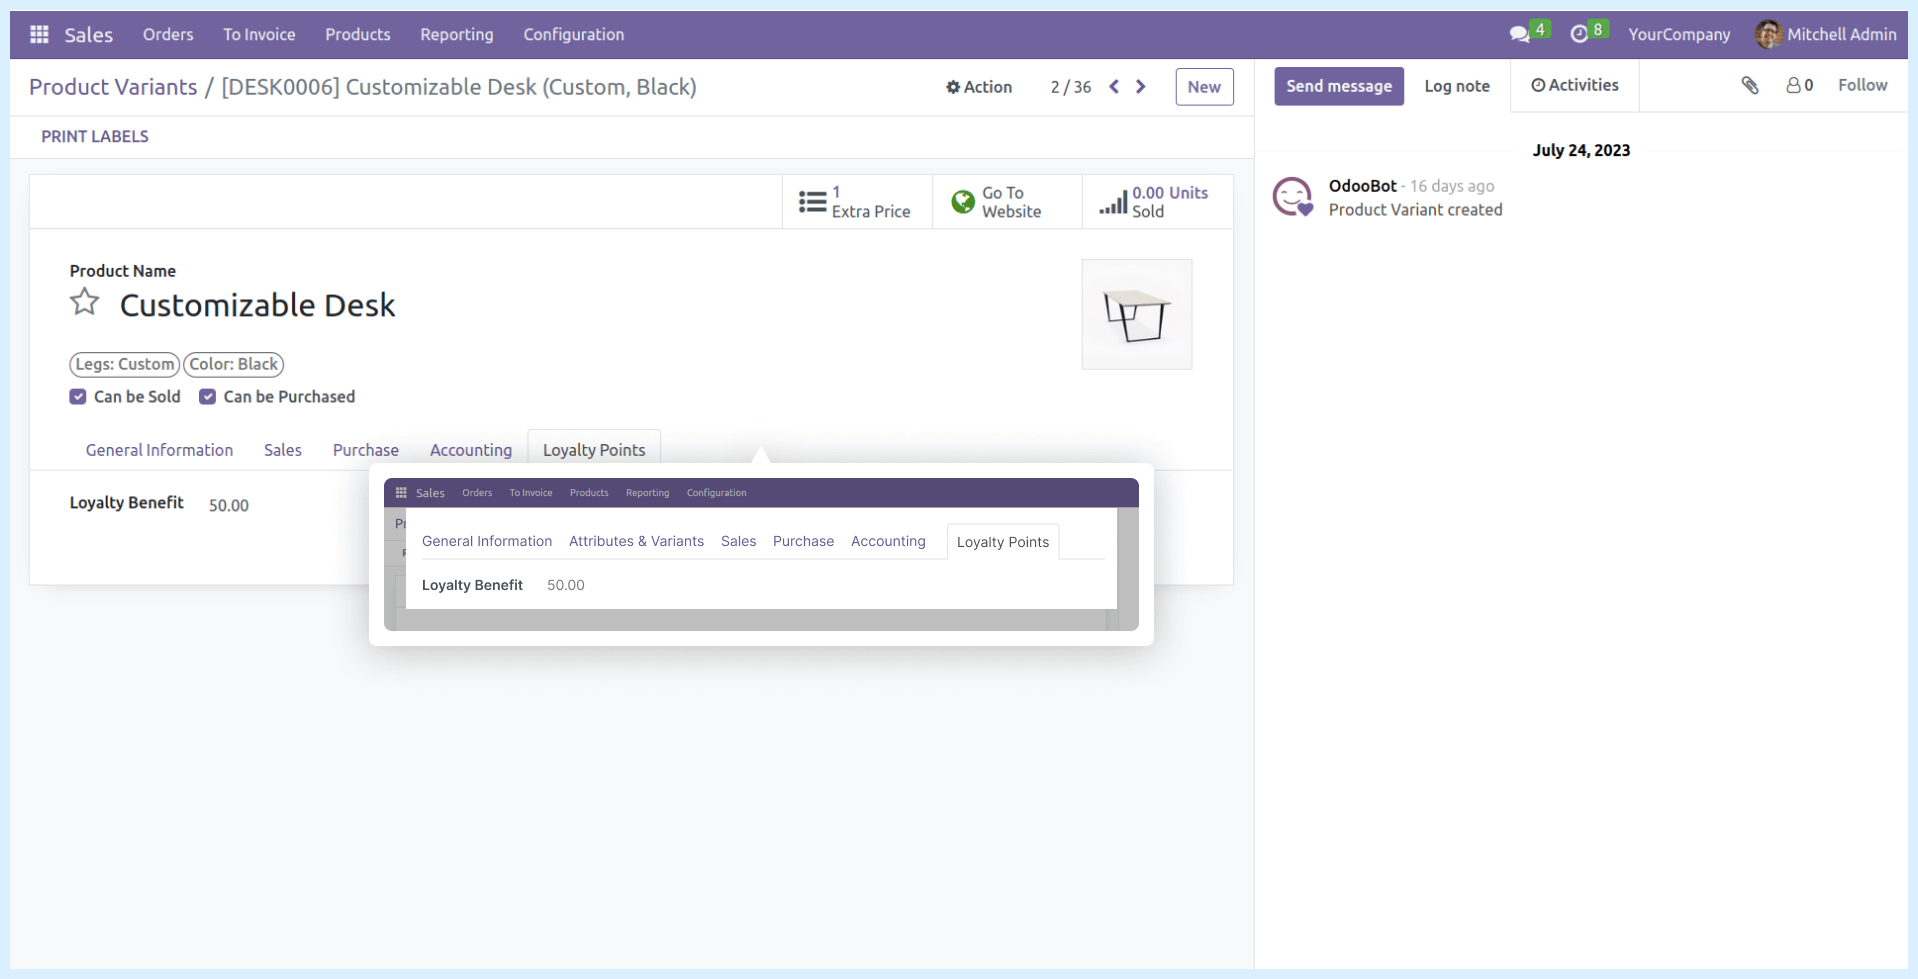 Sales Orders To Invoice Products Reporting Configuration 4 8 YourCompany Mitchell Admin
Product Variants / [DESK0006] Customizable Desk (Custom, Black) Action 2 / 36 New
PRINT LABELS
1
Extra Price
Go To
Website
0.00 Units
Sold
Product Name
Customizable Desk
Legs: Custom Color: Black
Can be Sold Can be Purchased
General Information Sales Purchase Accounting Loyalty Points
Loyalty Benefit 50.00
Sales Orders To Invoice Products Reporting Configuration
Pr
General Information Attributes & Variants Sales Purchase Accounting Loyalty Points
Loyalty Benefit 50.00
Send message Log note Activities 0 Follow
July 24, 2023
OdooBot - 16 days ago
Product Variant created